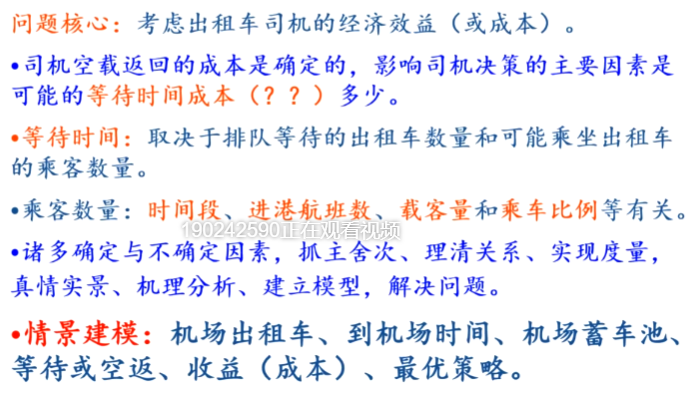 问题核心：考虑出租车司机的经济效益（或成本）。
•司机空载返回的成本是确定的，影响司机决策的主要因素是
可能的等待时间成本（？？）多少。
•等待时间：取决于排队等待的出租车数量和可能乘坐出租车
的乘客数量。
•乘客数量：时间段、进港航班数、载客量和乘车比例等有关。
190242590正在观看视频
•诸多确定与不确定因素，抓主舍次、理清关系、实现度量，
真情实景、机理分析、建立模型，解决问题。
•情景建模：机场出租车、到机场时间、机场蓄车池、
等待或空返、收益（成本）、最优策略。